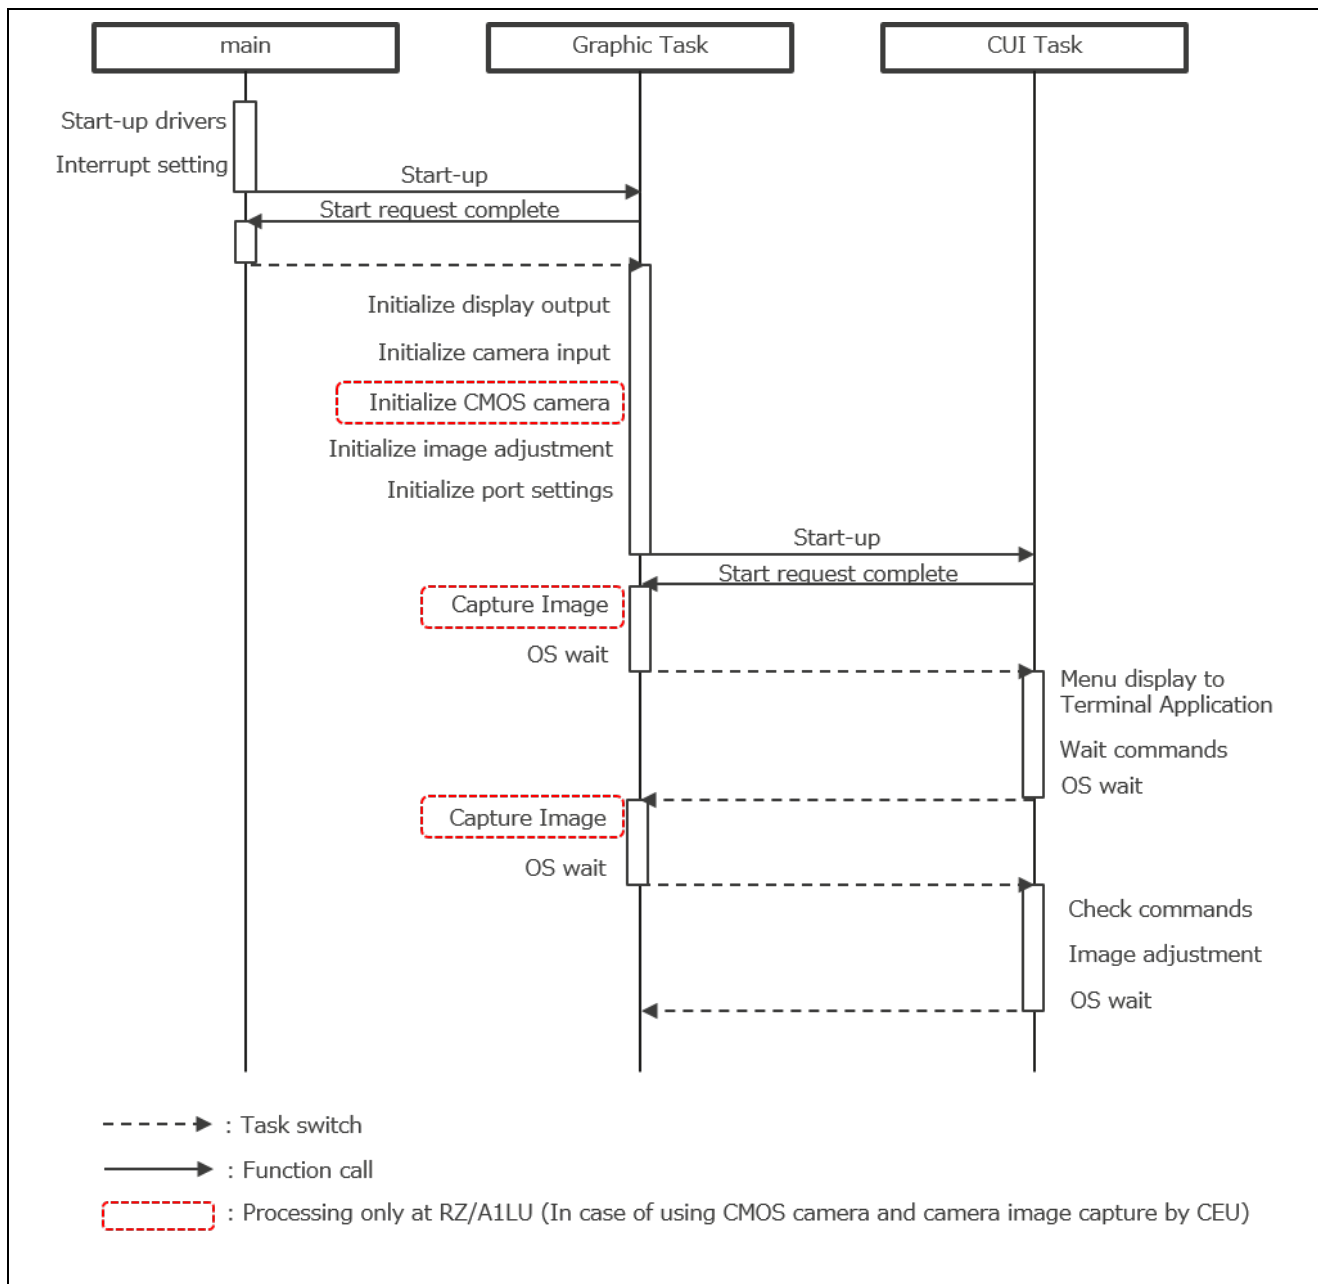 main
Graphic Task
CUI Task
Start-up drivers
Interrupt setting
Start-up
Start request complete
Initialize display output
Initialize camera input
Initialize CMOS camera
Initialize image adjustment
Initialize port settings
Start-up
Start request complete
Capture Image
OS wait
Menu display to
Terminal Application
Wait commands
OS wait
Capture Image
OS wait
Check commands
Image adjustment
OS wait
: Task switch
: Function call
: Processing only at RZ/A1LU (In case of using CMOS camera and camera image capture by CEU)